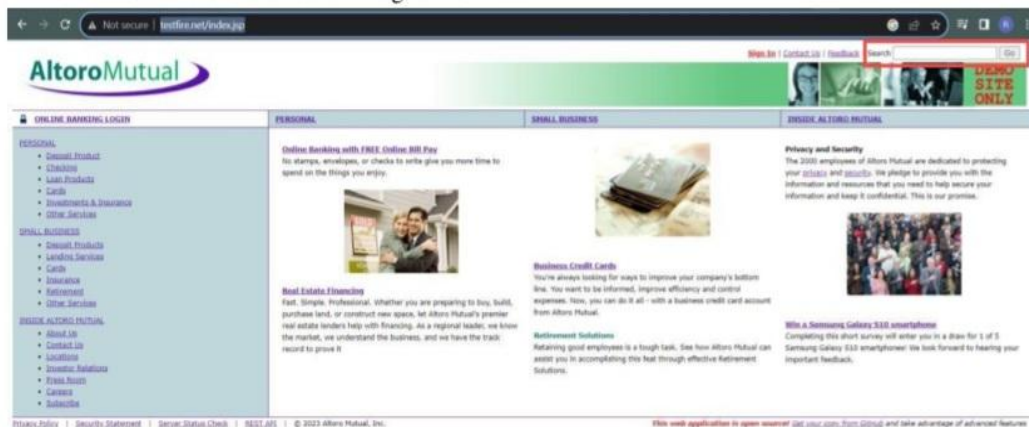 Not secure testfire.net/index.jsp
Sign In | Contact Us | Feedback | Search Go
AltoroMutual
DEMO
SITE
ONLY
ONLINE BANKING LOGIN
PERSONAL
SMALL BUSINESS
INSIDE ALTORO MUTUAL
PERSONAL
Deposit Product
Checking
Loan Products
Cards
Investments & Insurance
Other Services
SMALL BUSINESS
Deposit Products
Lending Services
Cards
Insurance
Retirement
Other Services
INSIDE ALTORO MUTUAL
About Us
Contact Us
Locations
Investor Relations
Press Room
Careers
Subscribe
Online Banking with FREE Online Bill Pay
No stamps, envelopes, or checks to write give you more time to
spend on the things you enjoy.
Real Estate Financing
Fast. Simple. Professional. Whether you are preparing to buy, build,
purchase land, or construct new space, let Altoro Mutual's premier
real estate lenders help with financing. As a regional leader, we know
the market, we understand the business, and we have the track
record to prove it
Business Credit Cards
You're always looking for ways to improve your company's bottom
line. You want to be informed, improve efficiency and control
expenses. Now, you can do it all - with a business credit card account
from Altoro Mutual.
Retirement Solutions
Retaining good employees is a tough task. See how Altoro Mutual can
assist you in accomplishing this feat through effective Retirement
Solutions.
Privacy and Security
The 2000 employees of Altoro Mutual are dedicated to protecting
your privacy and security. We pledge to provide you with the
information and resources that you need to help secure your
information and keep it confidential. This is our promise.
Win a Samsung Galaxy S10 smartphone
Completing this short survey will enter you in a draw for 1 of 5
Samsung Galaxy S10 smartphones! We look forward to hearing your
important feedback.
Privacy Policy | Security Statement | Server Status Check | REST API | © 2023 Altoro Mutual, Inc.
This web application is open source! Get your copy from GitHub and take advantage of advanced features